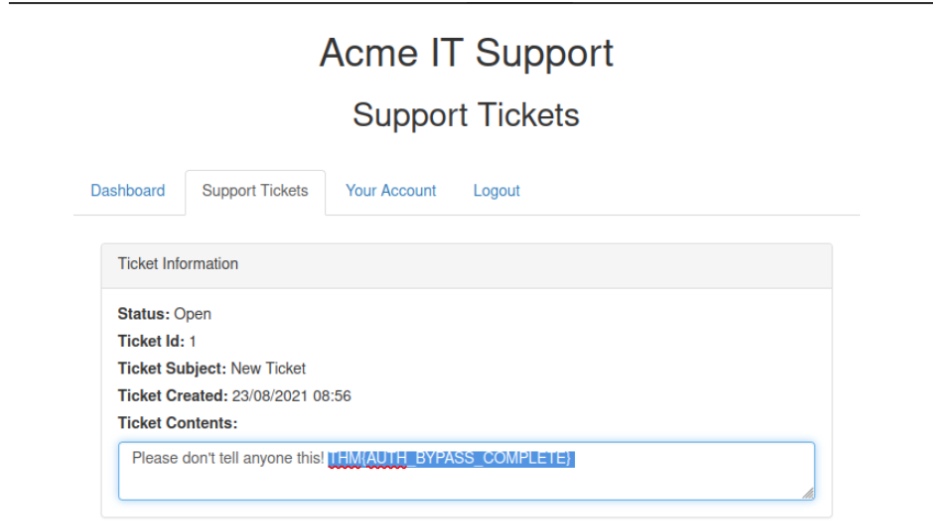 Acme IT Support
Support Tickets
Dashboard Support Tickets Your Account Logout
Ticket Information
Status: Open
Ticket Id: 1
Ticket Subject: New Ticket
Ticket Created: 23/08/2021 08:56
Ticket Contents:
Please don't tell anyone this! THM{AUTH_BYPASS_COMPLETE}